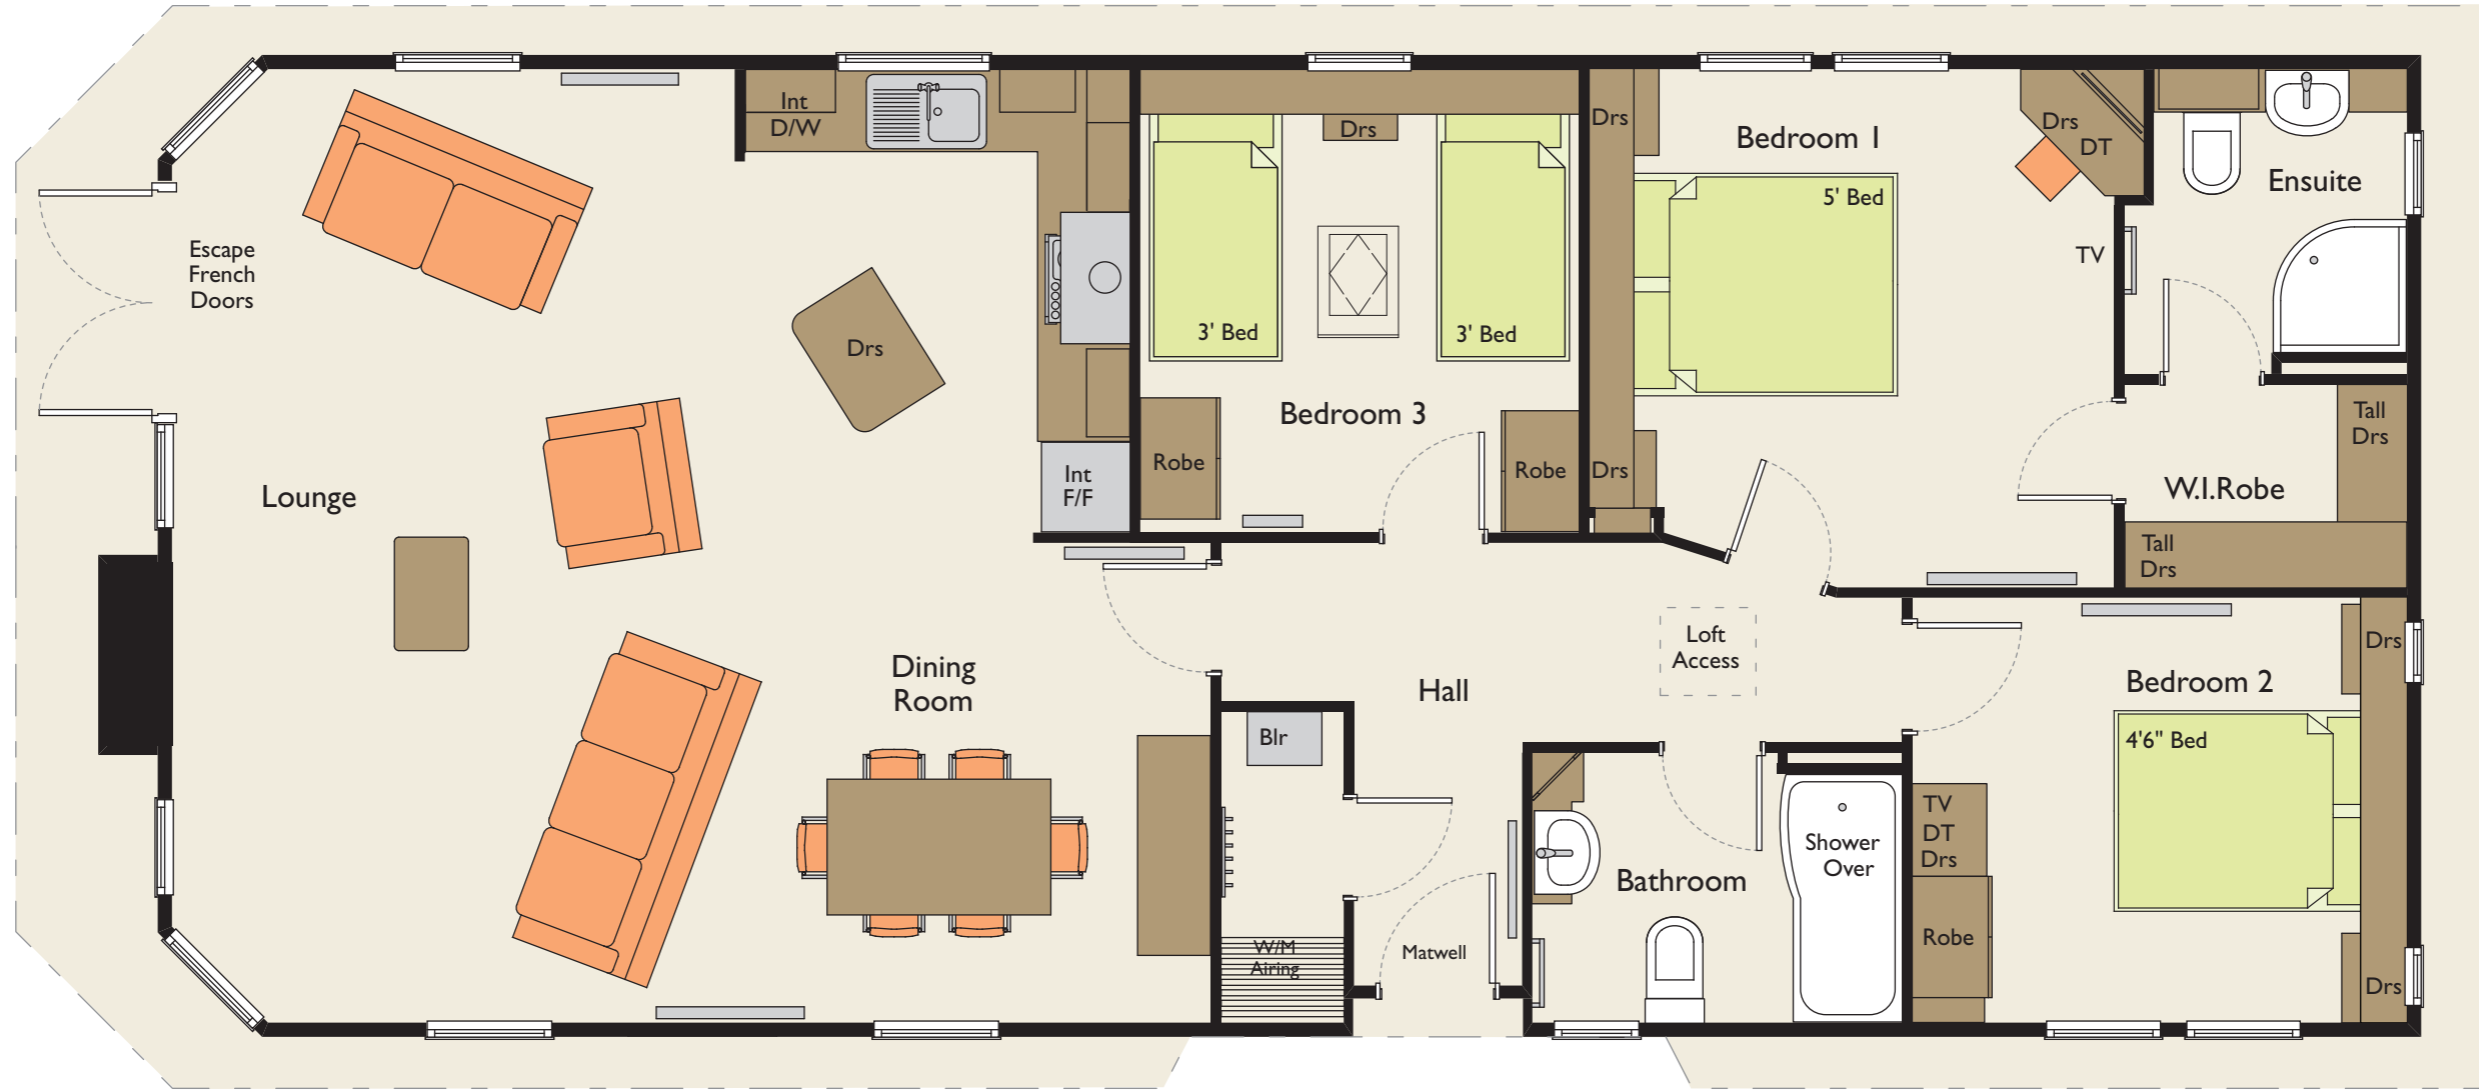 Int
D/W
Drs
Drs
Bedroom 1
Drs
DT
Ensuite
5' Bed
Escape
French
Doors
TV
3' Bed
3' Bed
Drs
Bedroom 3
Tall
Drs
Robe
Robe
Drs
Int
F/F
Lounge
W.I.Robe
Tall
Drs
Loft
Access
Drs
Dining
Room
Hall
Bedroom 2
Blr
4'6" Bed
TV
DT
Drs
Shower
Over
Bathroom
Robe
W/M
Airing
Matwell
Drs